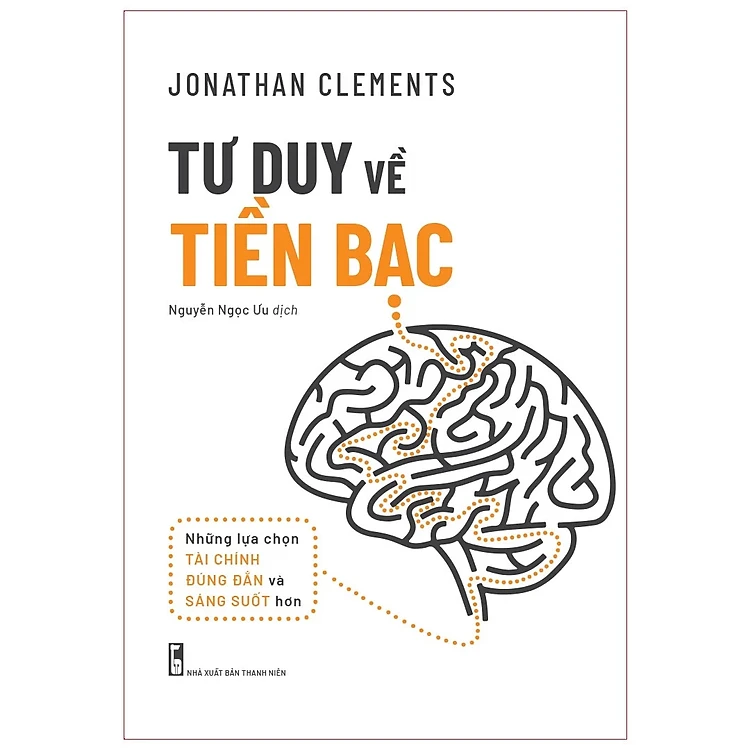 JONATHAN CLEMENTS
TƯ DUY VỀ
TIỀN BẠC
Nguyễn Ngọc Ưu dịch
Những lựa chọn
TÀI CHÍNH
ĐÚNG ĐẮN và
SÁNG SUỐT hơn
NHÀ XUẤT BẢN THANH NIÊN